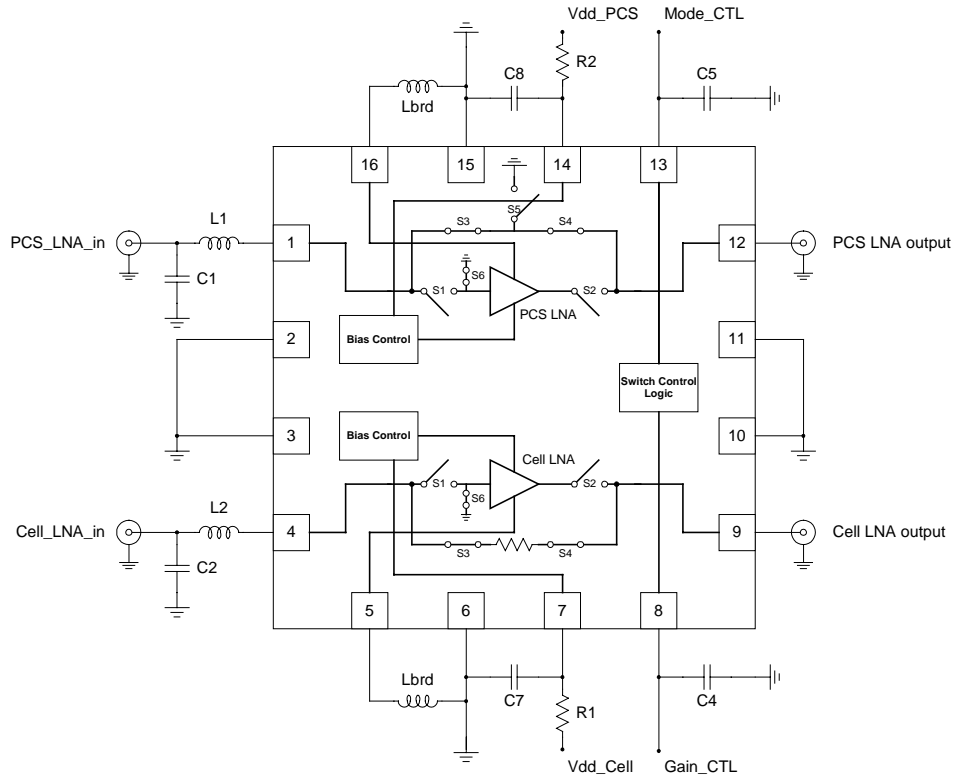 Vdd_PCS Mode_CTL
R2
C8 C5
Lbrd
16 15 14 13
S5
L1 S3 S4
PCS_LNA_in 1 12 PCS LNA output
C1 S6
S1 S2
PCS LNA
2 Bias Control 11
Switch Control
Logic
3 Bias Control 10
Cell LNA
S1 S2
S6
L2
Cell_LNA_in 4 9 Cell LNA output
S3 S4
C2
5 6 7 8
Lbrd
C7 C4
R1
Vdd_Cell Gain_CTL